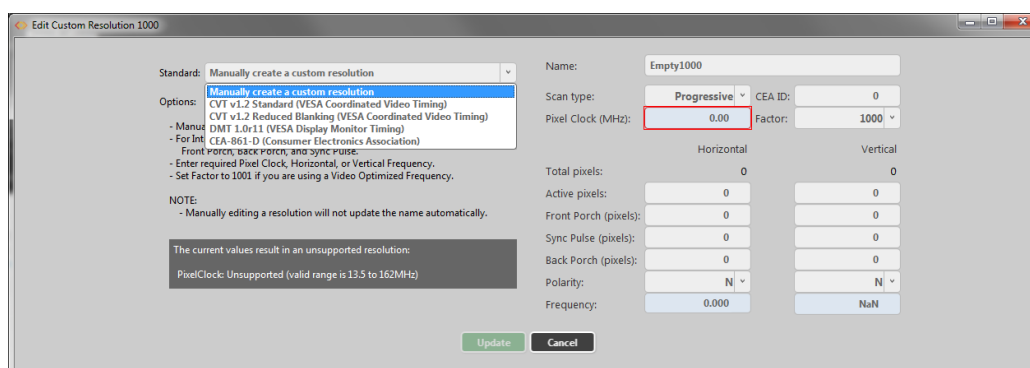 Edit Custom Resolution 1000
Standard: Manually create a custom resolution
Manually create a custom resolution
CVT v1.2 Standard (VESA Coordinated Video Timing)
CVT v1.2 Reduced Blanking (VESA Coordinated Video Timing)
DMT 1.0r11 (VESA Display Monitor Timing)
CEA-861-D (Consumer Electronics Association)
Options:
- Manua
- For Int
Front Porch, Back Porch, and Sync Pulse.
- Enter required Pixel Clock, Horizontal, or Vertical Frequency.
- Set Factor to 1001 if you are using a Video Optimized Frequency.
NOTE:
- Manually editing a resolution will not update the name automatically.
The current values result in an unsupported resolution:
PixelClock: Unsupported (valid range is 13.5 to 162MHz)
Name: Empty1000
Scan type: Progressive CEA ID: 0
Pixel Clock (MHz): 0.00 Factor: 1000
Horizontal Vertical
Total pixels: 0 0
Active pixels: 0 0
Front Porch (pixels): 0 0
Sync Pulse (pixels): 0 0
Back Porch (pixels): 0 0
Polarity: N N
Frequency: 0.000 NaN
Update Cancel